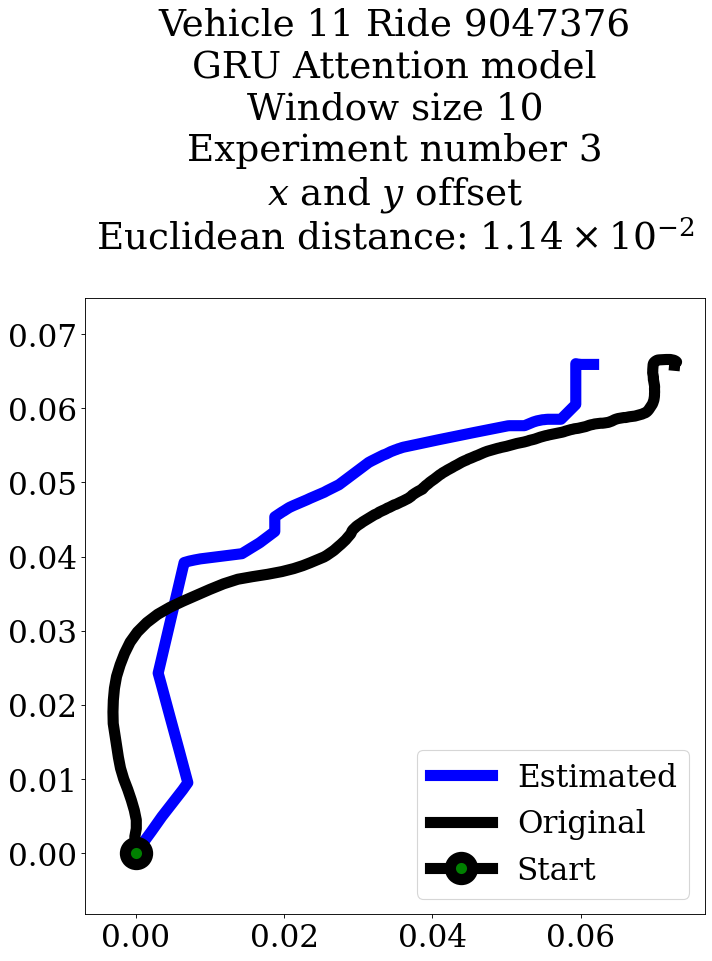 Vehicle 11 Ride 9047376
GRU Attention model
Window size 10
Experiment number 3
x and y offset
Euclidean distance: 1.14 × 10⁻²
0.07
0.06
0.05
0.04
0.03
0.02
0.01
0.00
Estimated
Original
Start
0.00 0.02 0.04 0.06